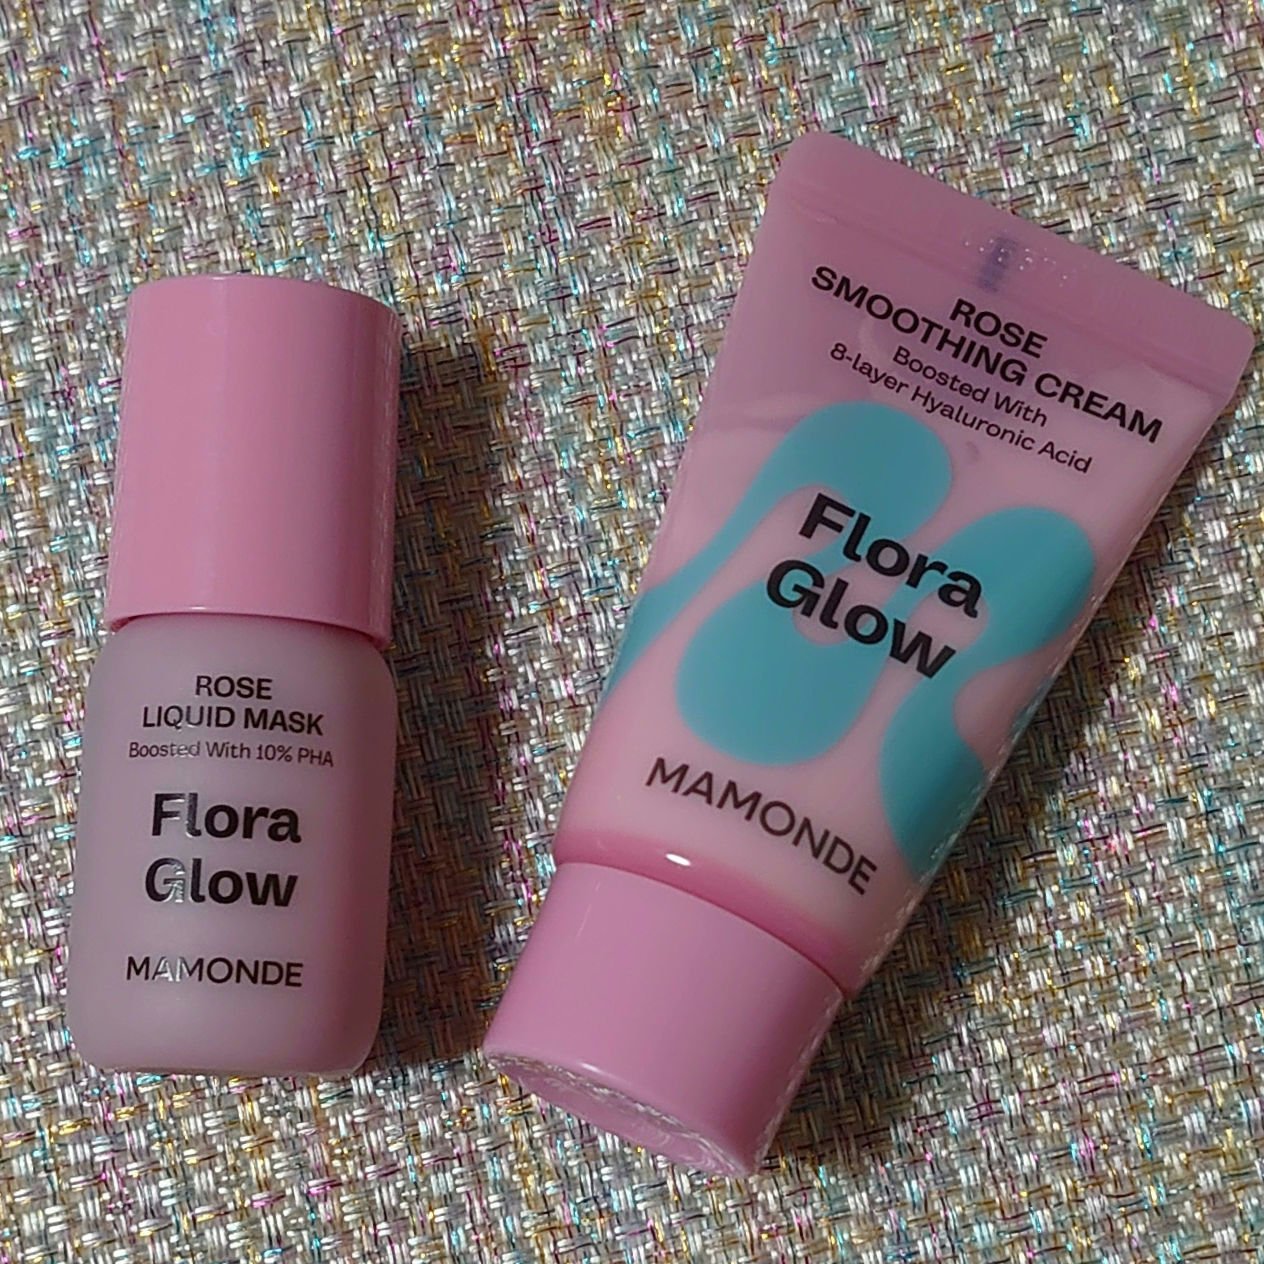 ROSE
LIQUID MASK
Boosted With 10% PHA
Flora
Glow
MAMONDE
ROSE
SMOOTHING CREAM
Boosted With
8-layer Hyaluronic Acid
Flora
Glow
MAMONDE